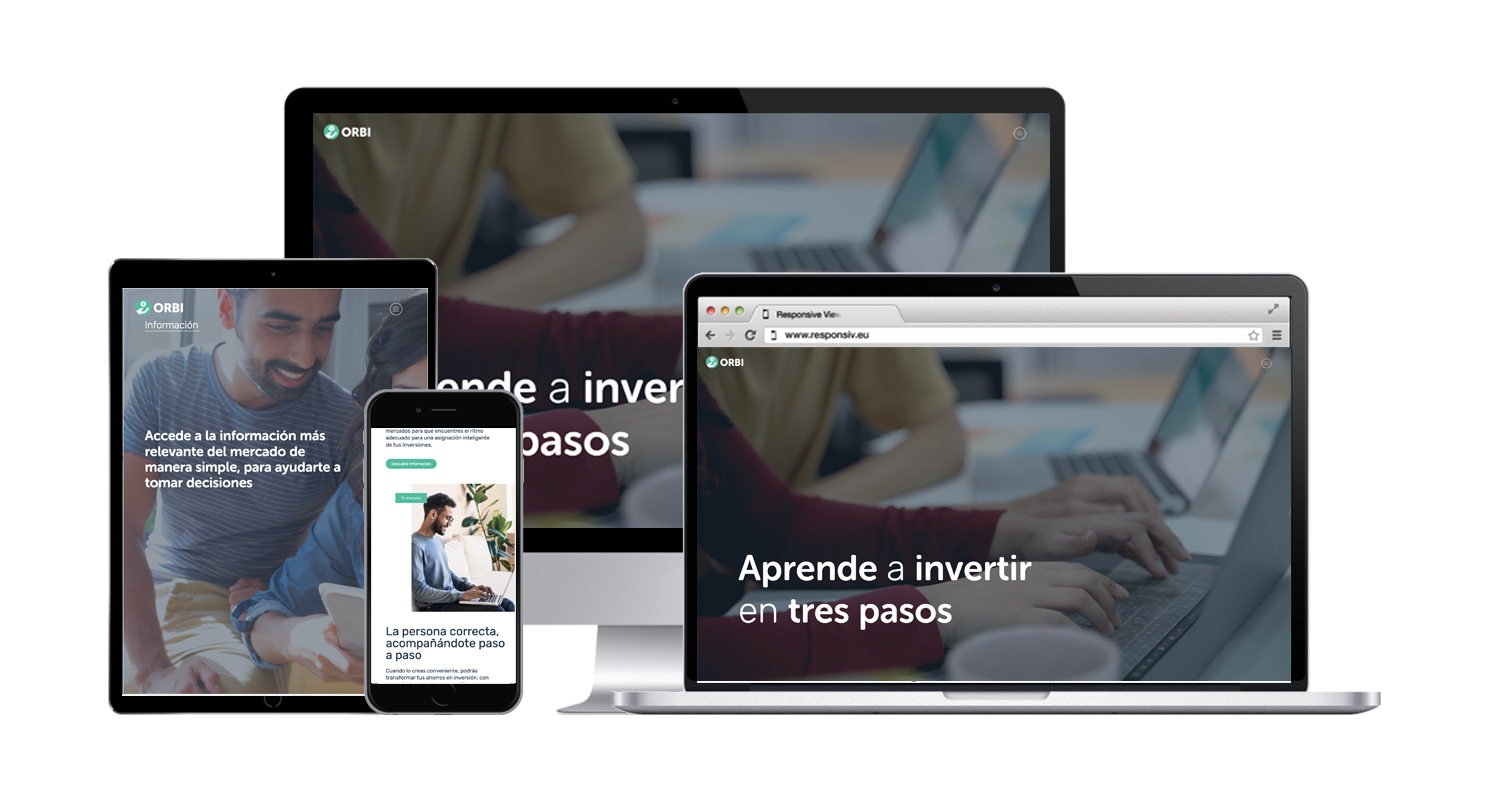 ORBI
ende a inver
pasos
ORBI
Información
Accede a la información más
relevante del mercado de
manera simple, para ayudarte a
tomar decisiones
mercados para que encuentres el ritmo
adecuado para una asignación inteligente
de tus inversiones.
Descubre información
La persona correcta,
acompañándote paso
a paso
Cuando lo creas conveniente, podrás
transformar tus ahorros en inversión, con
Responsive View
www.responsiv.eu
ORBI
Aprende a invertir
en tres pasos